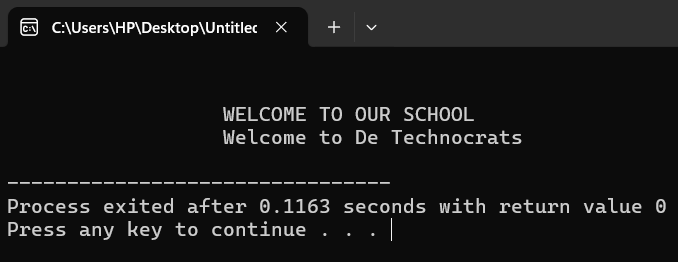 C:\Users\HP\Desktop\Untitled
WELCOME TO OUR SCHOOL
Welcome to De Technocrats
--------------------------------
Process exited after 0.1163 seconds with return value 0
Press any key to continue . . .